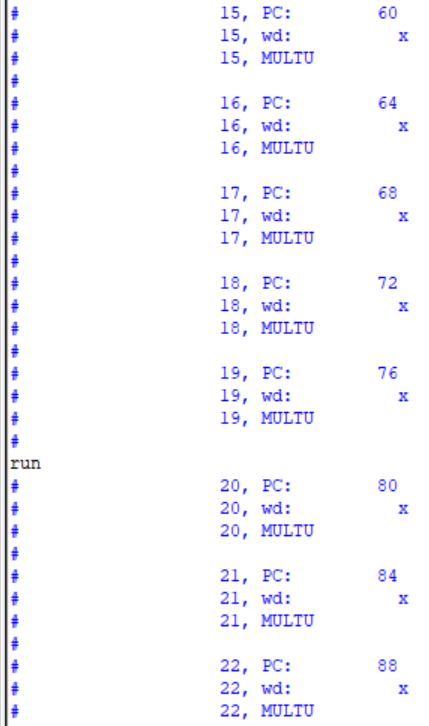 # 15, PC: 60
# 15, wd: x
# 15, MULTU
#
# 16, PC: 64
# 16, wd: x
# 16, MULTU
#
# 17, PC: 68
# 17, wd: x
# 17, MULTU
#
# 18, PC: 72
# 18, wd: x
# 18, MULTU
#
# 19, PC: 76
# 19, wd: x
# 19, MULTU
#
run
# 20, PC: 80
# 20, wd: x
# 20, MULTU
#
# 21, PC: 84
# 21, wd: x
# 21, MULTU
#
# 22, PC: 88
# 22, wd: x
# 22, MULTU